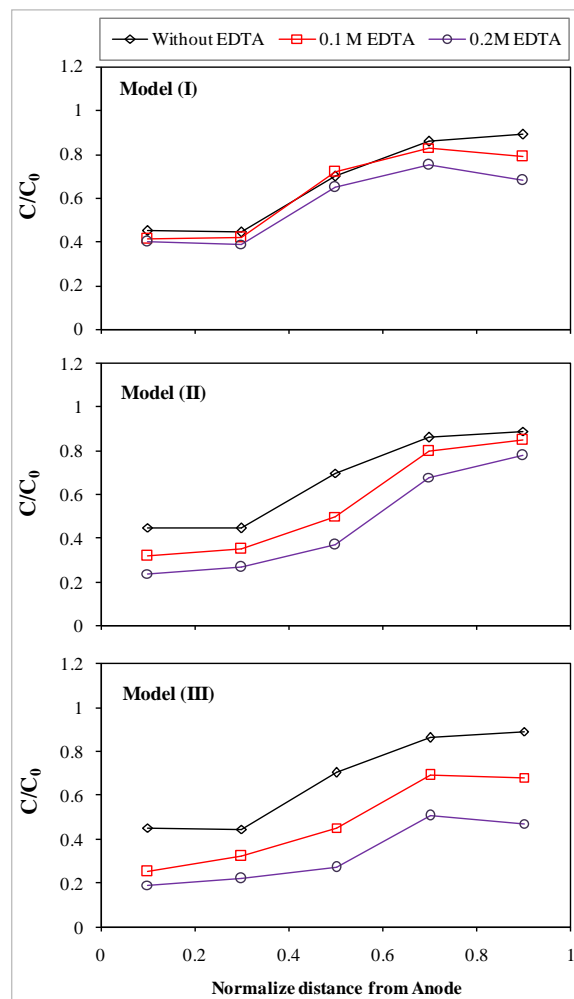 Without EDTA 0.1 M EDTA 0.2M EDTA
1.2
1
0.8
0.6
0.4
0.2
0
C/C0
Model (I)
1.2
1
0.8
0.6
0.4
0.2
0
C/C0
Model (II)
1.2
1
0.8
0.6
0.4
0.2
0
C/C0
Model (III)
0 0.2 0.4 0.6 0.8 1
Normalize distance from Anode